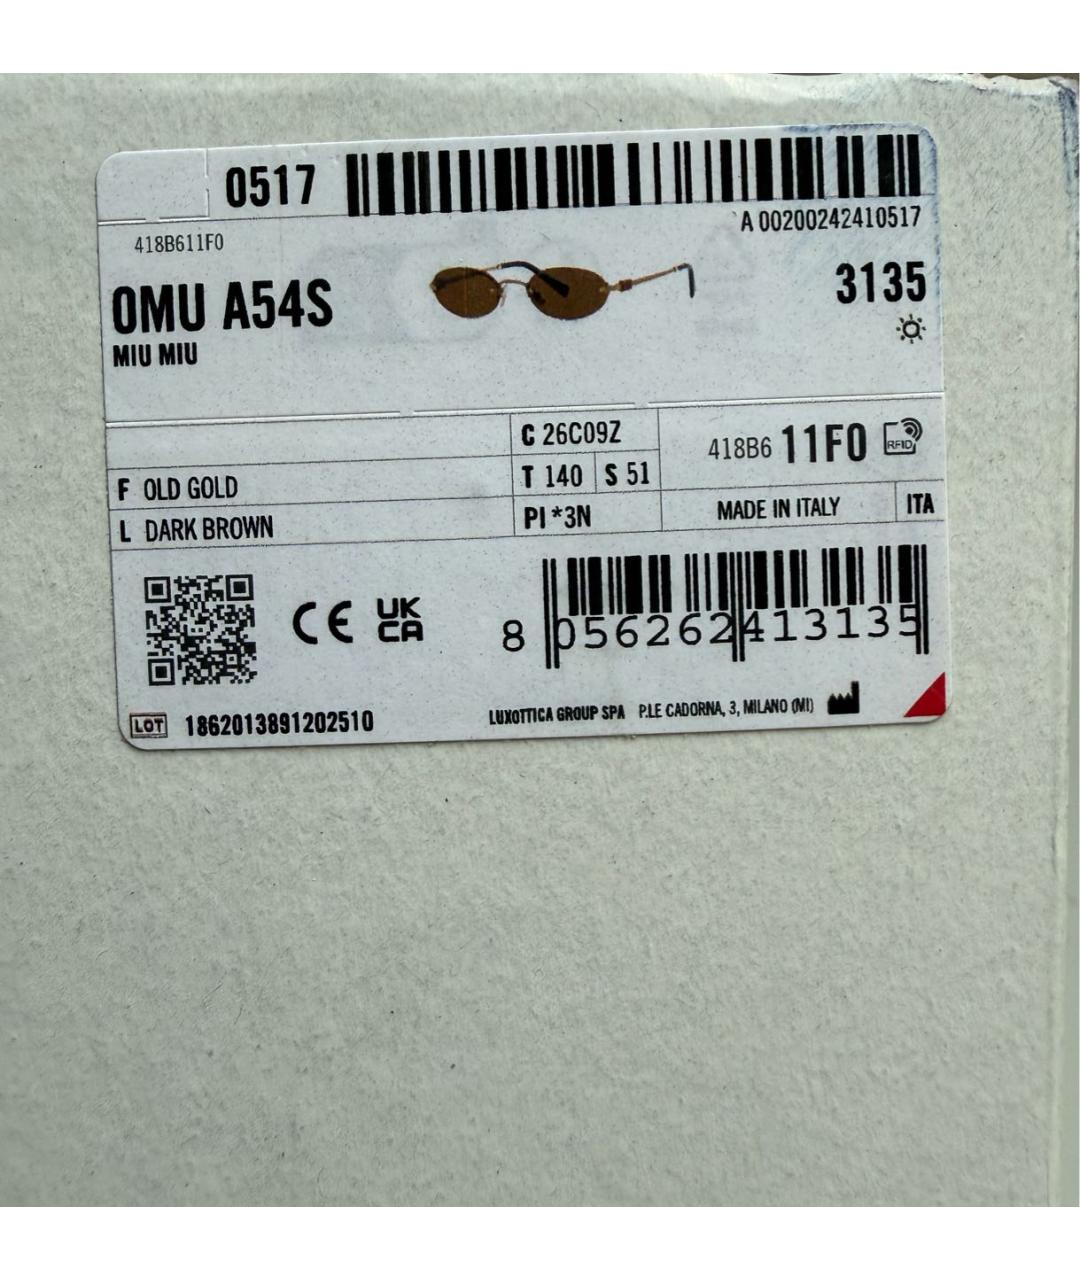 0517
A 00200242410517
418B611F0
0MU A54S
3135
MIU MIU
C 26C09Z
418B6 11F0 RFID
F OLD GOLD
T 140 S 51
L DARK BROWN
PI *3N
MADE IN ITALY ITA
CE UK CA
8 056262 413135
LOT 1862013891202510
LUXOTTICA GROUP SPA P.LE CADORNA, 3, MILANO (MI)